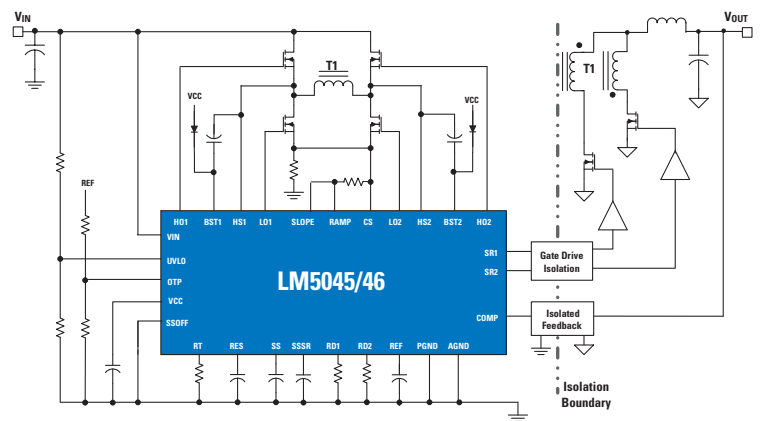 VIN
VOUT
T1
T1
VCC
VCC
REF
HO1 BST1 HS1 LO1 SLOPE RAMP CS LO2 HS2 BST2 HO2
VIN
UVLO
OTP
VCC
SSOFF
LM5045/46
SR1
SR2
COMP
Gate Drive
Isolation
Isolated
Feedback
RT RES SS SSSR RD1 RD2 REF PGND AGND
Isolation
Boundary